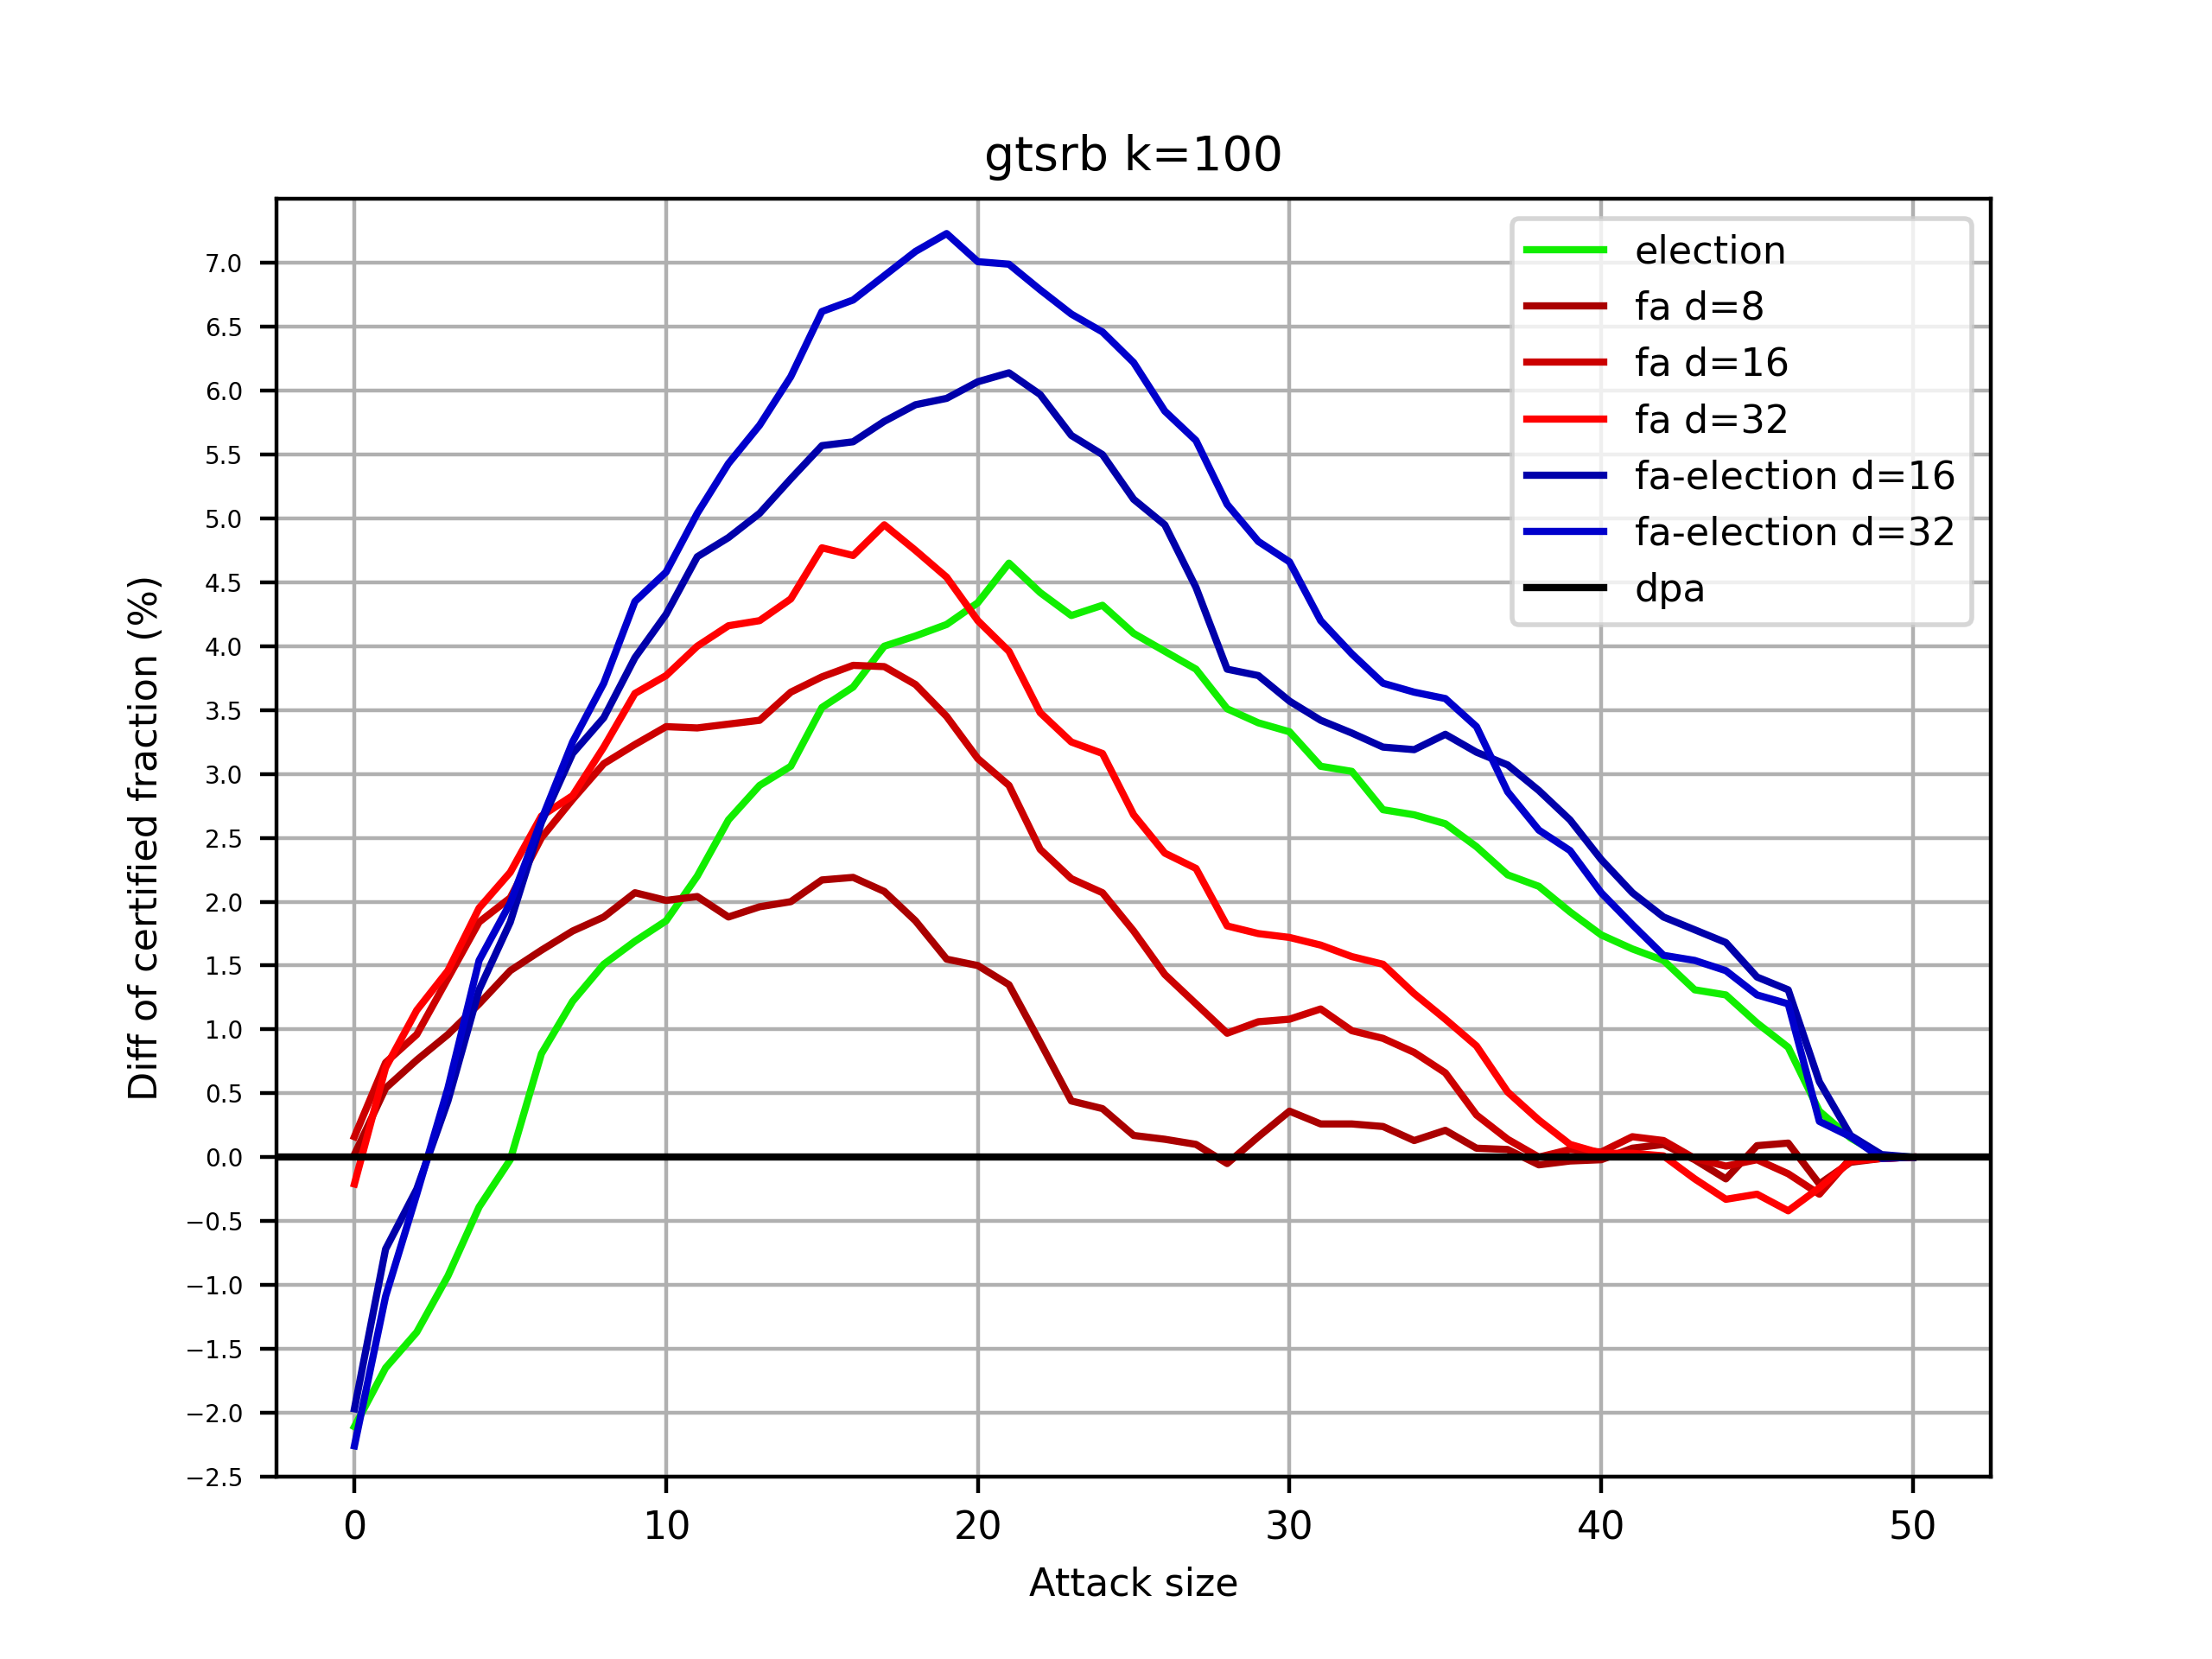 gtsrb k=100
Diff of certified fraction (%)
7.0
6.5
6.0
5.5
5.0
4.5
4.0
3.5
3.0
2.5
2.0
1.5
1.0
0.5
0.0
−0.5
−1.0
−1.5
−2.0
−2.5
election
fa d=8
fa d=16
fa d=32
fa-election d=16
fa-election d=32
dpa
0 10 20 30 40 50
Attack size